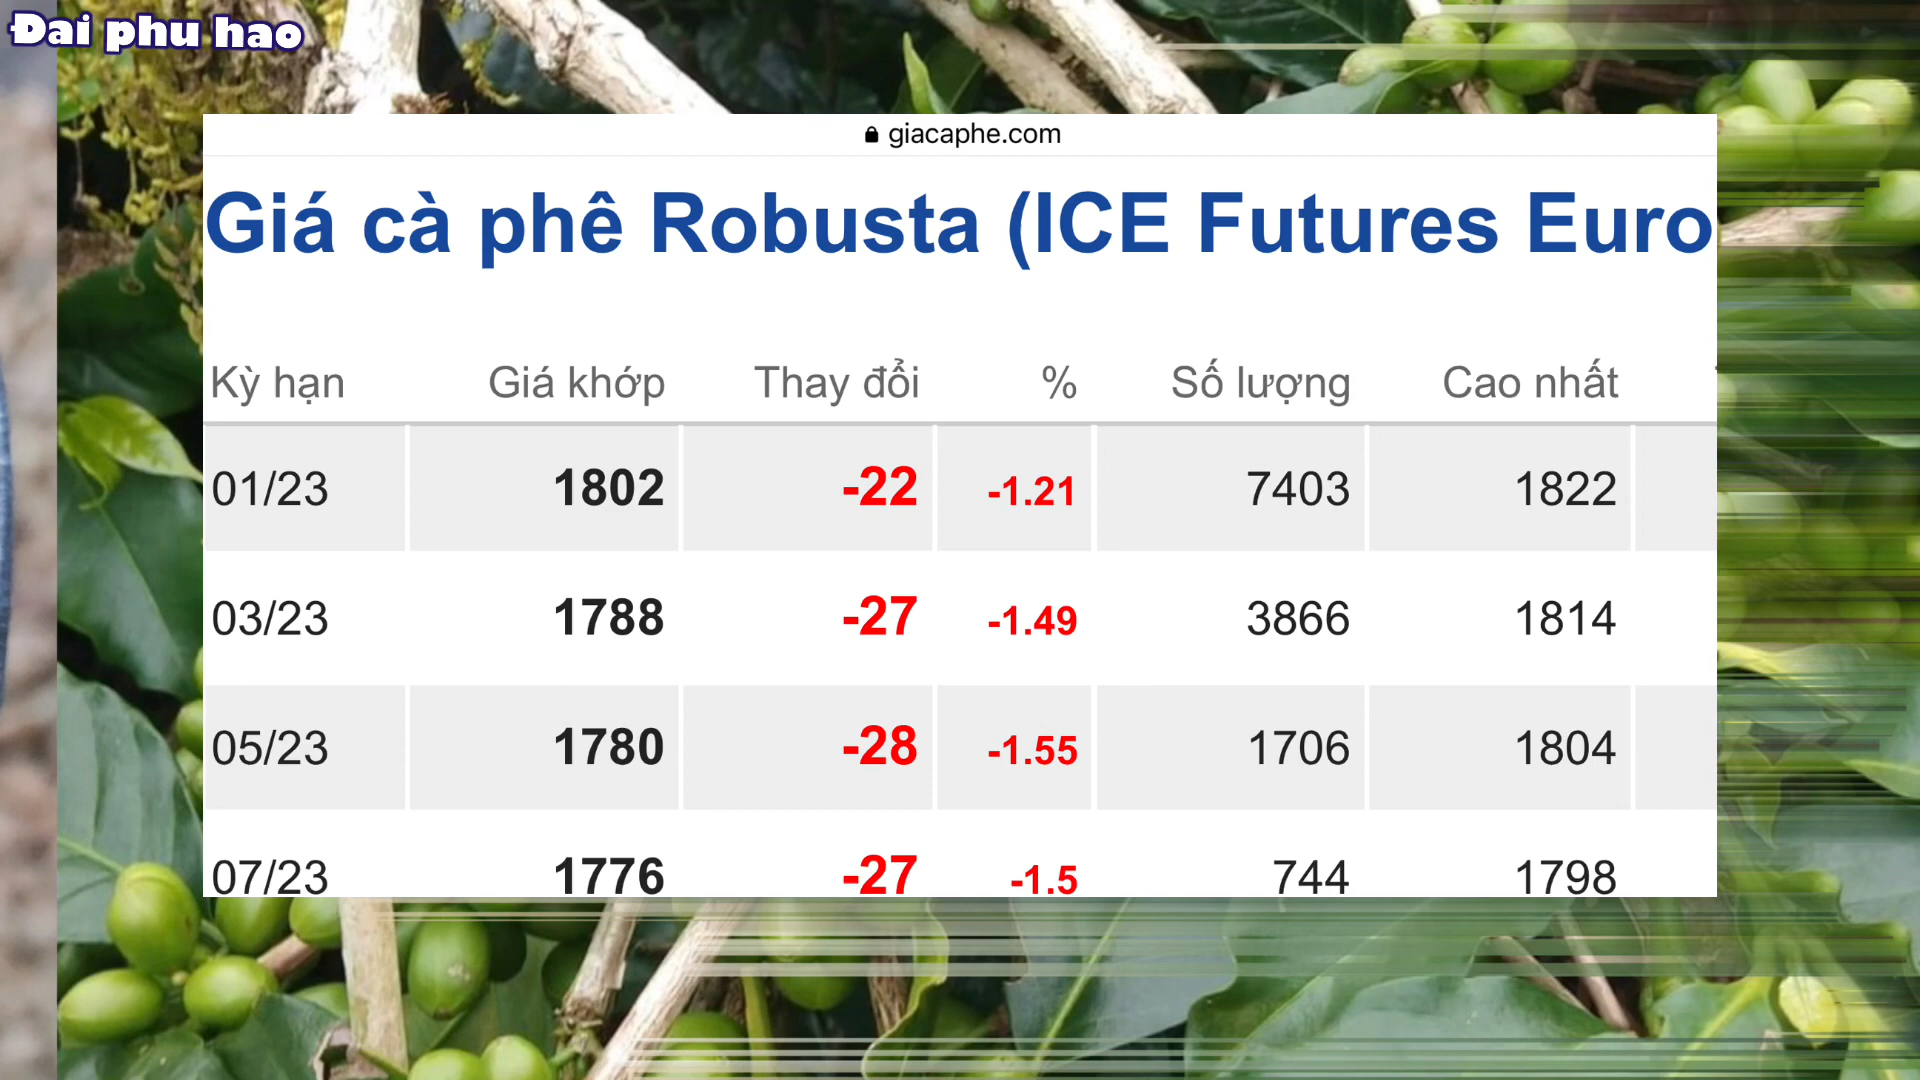 Đai phu hao
giacaphe.com
Giá cà phê Robusta (ICE Futures Euro
Kỳ hạn Giá khớp Thay đổi % Số lượng Cao nhất
01/23 1802 -22 -1.21 7403 1822
03/23 1788 -27 -1.49 3866 1814
05/23 1780 -28 -1.55 1706 1804
07/23 1776 -27 -1.5 744 1798